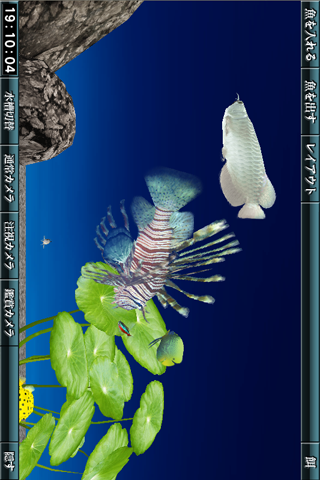 魚を入れる
魚を出す
レイアウト
餌
19:10:04
水槽切替
通常カメラ
注視カメラ
鑑賞カメラ
隠す